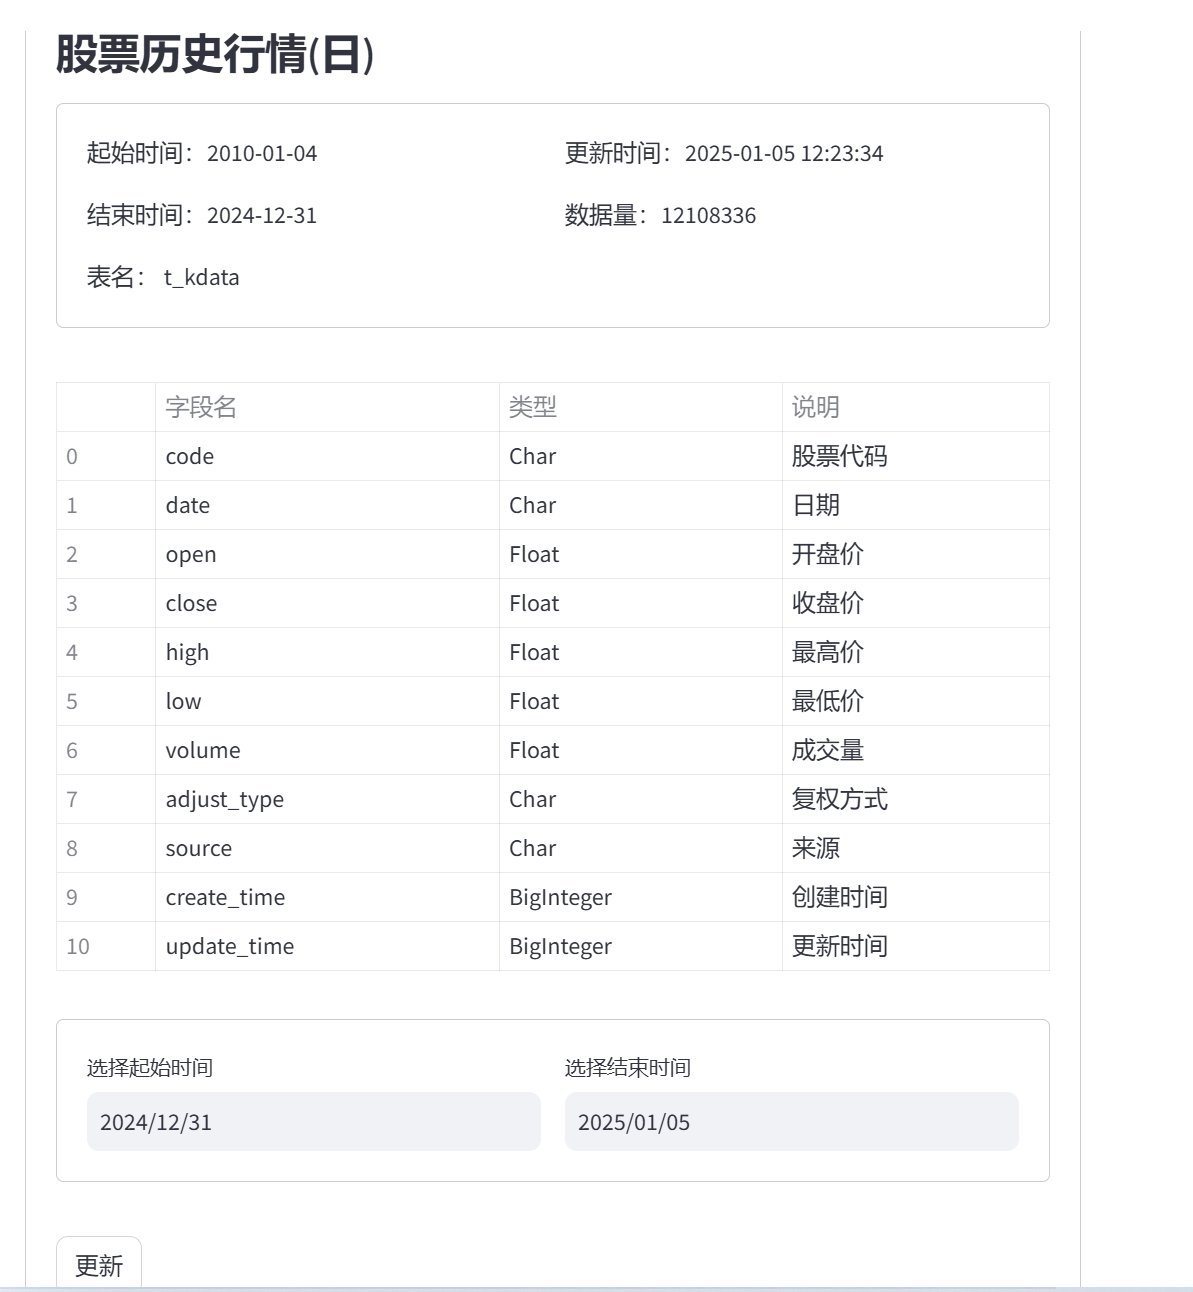 股票历史行情(日)
起始时间：2010-01-04 更新时间：2025-01-05 12:23:34
结束时间：2024-12-31 数据量：12108336
表名： t_kdata
字段名 类型 说明
0 code Char 股票代码
1 date Char 日期
2 open Float 开盘价
3 close Float 收盘价
4 high Float 最高价
5 low Float 最低价
6 volume Float 成交量
7 adjust_type Char 复权方式
8 source Char 来源
9 create_time BigInteger 创建时间
10 update_time BigInteger 更新时间
选择起始时间 选择结束时间
2024/12/31 2025/01/05
更新